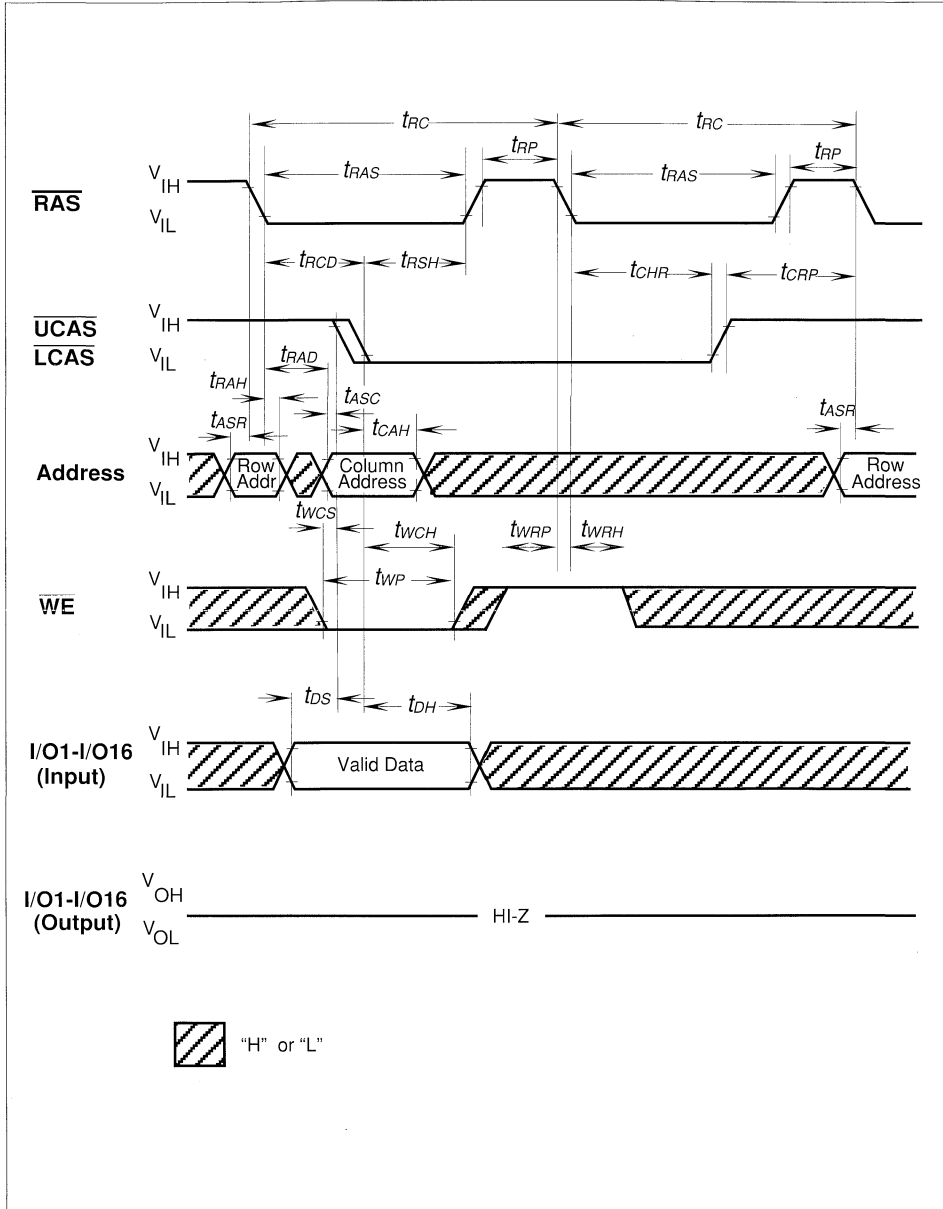 tRC tRC
tRP tRP
tRAS tRAS
RAS VIH
VIL
tRCD tRSH tCHR tCRP
UCAS VIH
LCAS VIL
tRAD
tRAH tASC
tASR tCAH tASR
Address VIH Row Addr Column Address Row Address
VIL
tWCS tWCH tWRP tWRH
tWP
WE VIH
VIL
tDS tDH
I/O1-I/O16 (Input) VIH
VIL Valid Data
I/O1-I/O16 (Output) VOH
VOL HI-Z
“H” or “L”